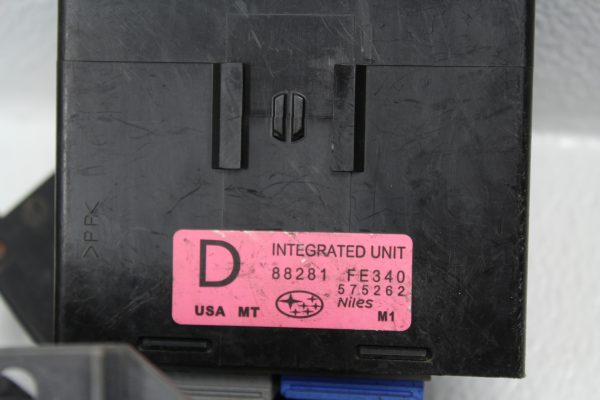 >PP<
D
INTEGRATED UNIT
88281 FE340
575262
Niles
USA MT
M1